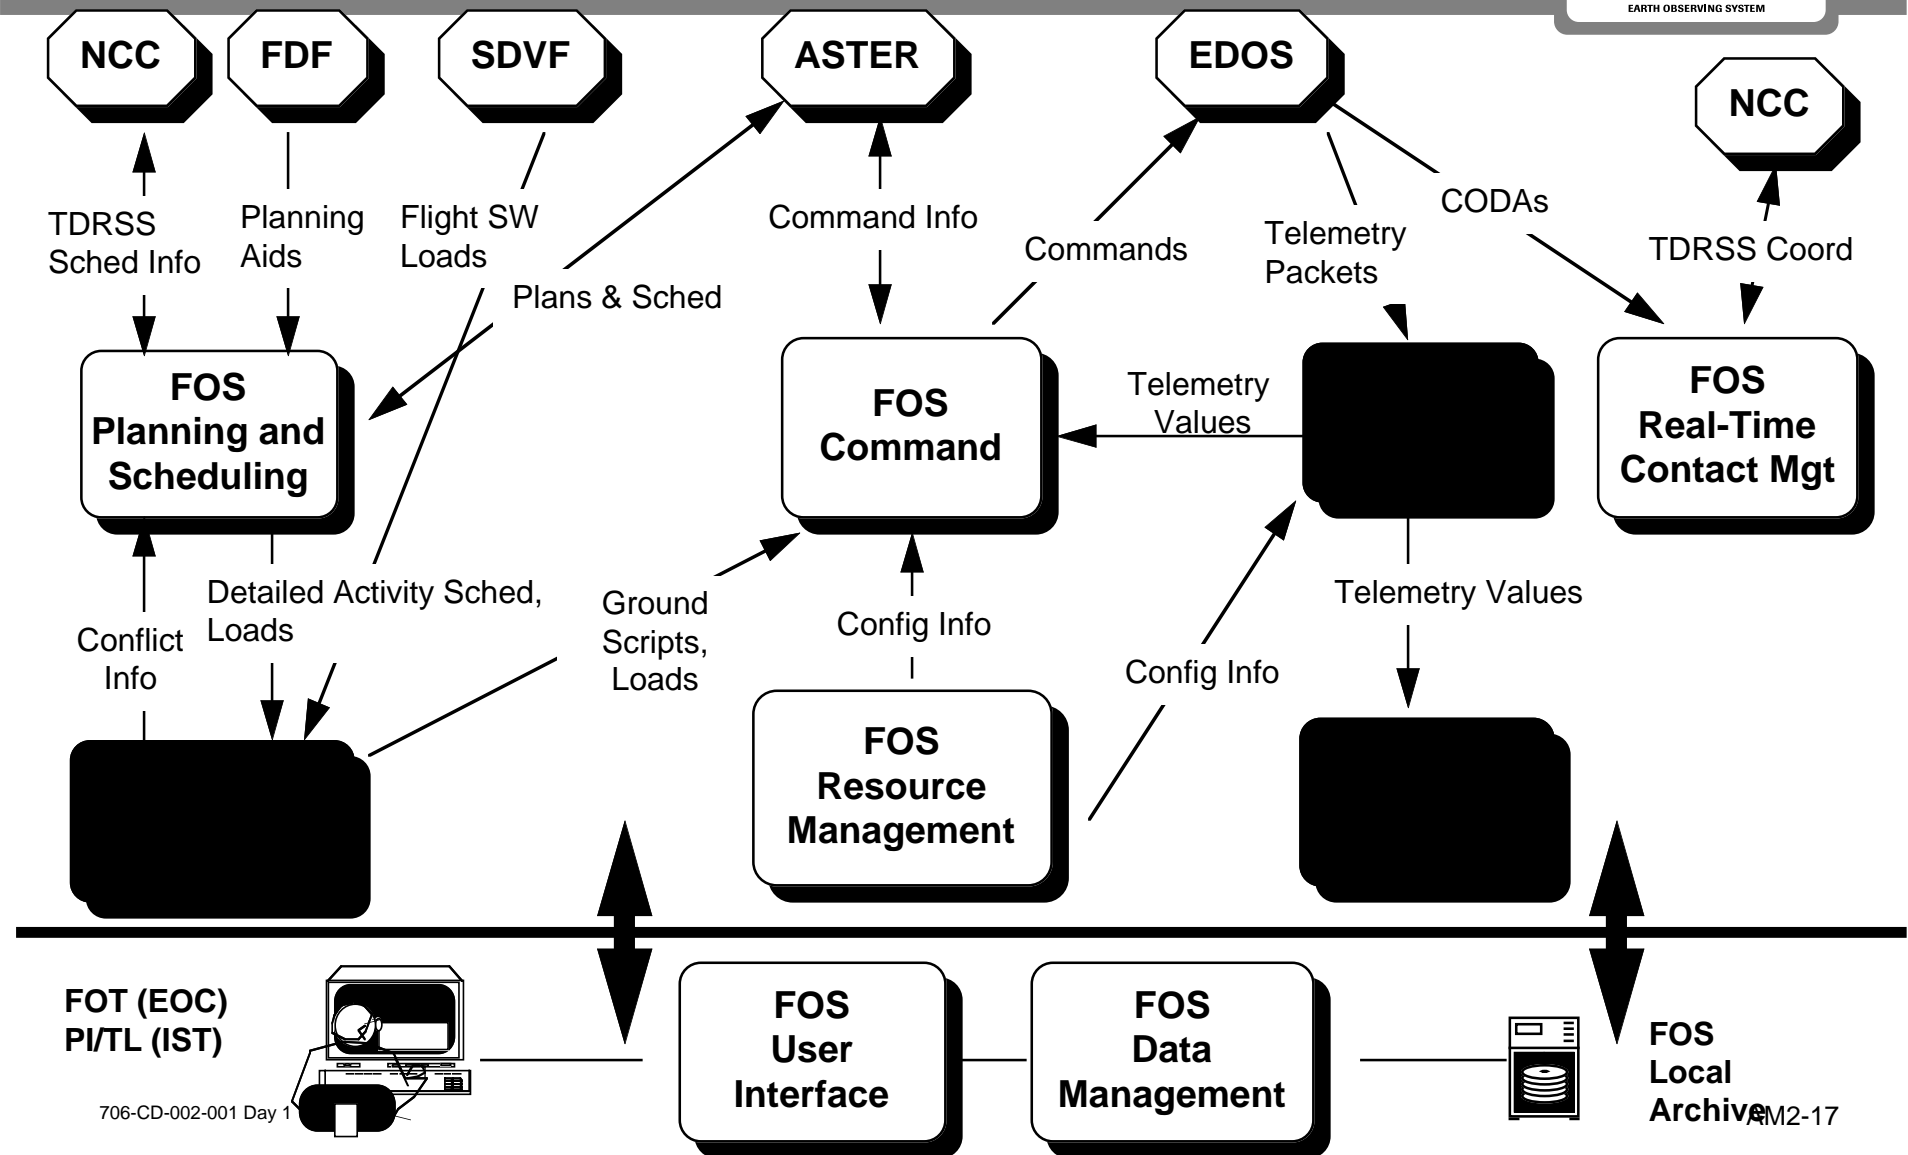 EARTH OBSERVING SYSTEM
NCC
FDF
SDVF
ASTER
EDOS
NCC
TDRSS
Sched Info
Planning
Aids
Flight SW
Loads
Plans & Sched
Command Info
Commands
Telemetry
Packets
CODAs
TDRSS Coord
FOS
Planning and
Scheduling
FOS
Command
Telemetry
Values
FOS
Real-Time
Contact Mgt
Conflict
Info
Detailed Activity Sched,
Loads
Ground
Scripts,
Loads
Config Info
Config Info
Telemetry Values
FOS
Resource
Management
FOT (EOC)
PI/TL (IST)
FOS
User
Interface
FOS
Data
Management
FOS
Local
Archive
706-CD-002-001 Day 1
AM2-17